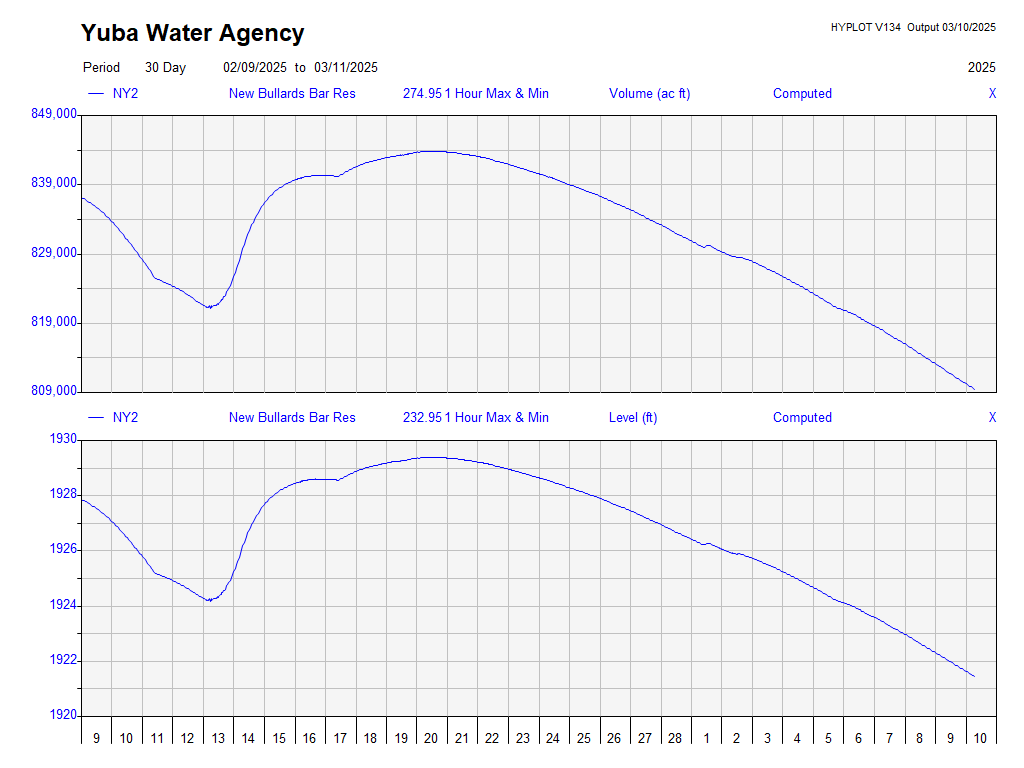 Yuba Water Agency
HYPLOT V134 Output 03/10/2025
Period 30 Day 02/09/2025 to 03/11/2025 2025
NY2 New Bullards Bar Res 274.95 1 Hour Max & Min Volume (ac ft) Computed X
849,000
839,000
829,000
819,000
809,000
NY2 New Bullards Bar Res 232.95 1 Hour Max & Min Level (ft) Computed X
1930
1928
1926
1924
1922
1920
9 10 11 12 13 14 15 16 17 18 19 20 21 22 23 24 25 26 27 28 1 2 3 4 5 6 7 8 9 10